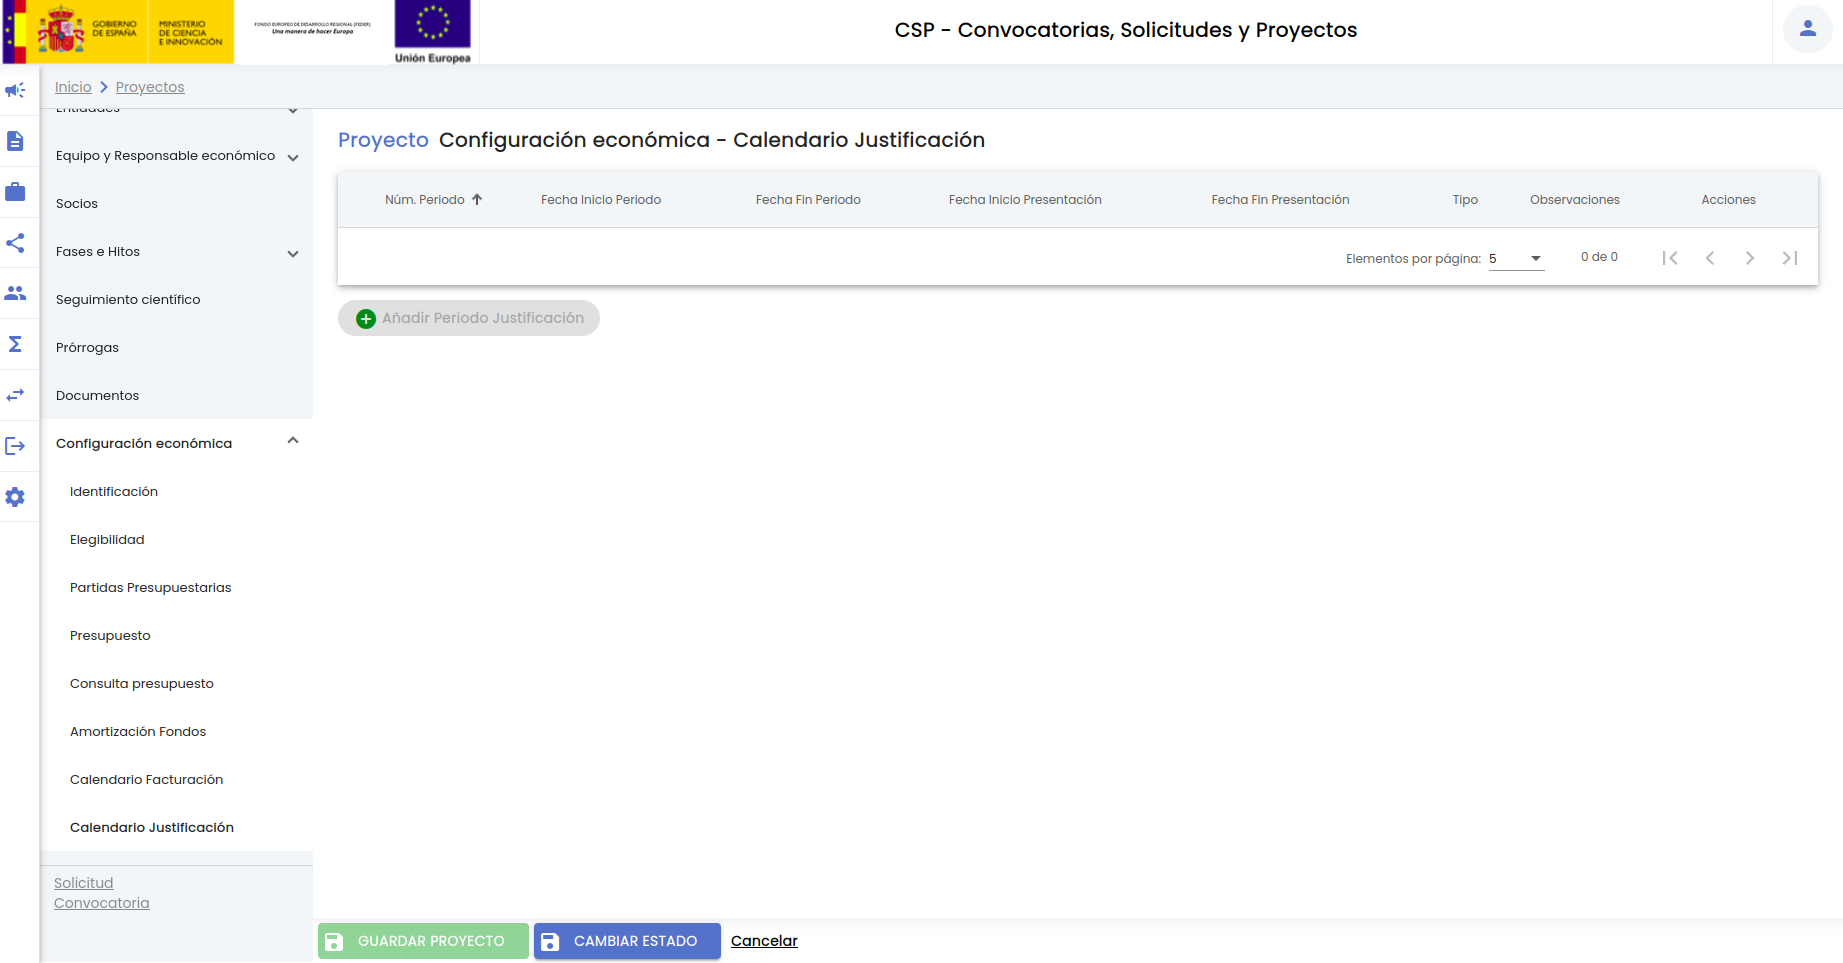 GOBIERNO
DE ESPAÑA
MINISTERIO
DE CIENCIA
E INNOVACIÓN
FONDO EUROPEO DE DESARROLLO REGIONAL (FEDER)
Una manera de hacer Europa
Unión Europea
CSP - Convocatorias, Solicitudes y Proyectos
Inicio
Proyectos
Entidades
Equipo y Responsable económico
Socios
Fases e Hitos
Seguimiento científico
Prórrogas
Documentos
Configuración económica
Identificación
Elegibilidad
Partidas Presupuestarias
Presupuesto
Consulta presupuesto
Amortización Fondos
Calendario Facturación
Calendario Justificación
Solicitud
Convocatoria
Proyecto Configuración económica - Calendario Justificación
Núm. Periodo Fecha Inicio Periodo Fecha Fin Periodo Fecha Inicio Presentación Fecha Fin Presentación Tipo Observaciones Acciones
Elementos por página: 5 0 de 0
Añadir Periodo Justificación
GUARDAR PROYECTO CAMBIAR ESTADO Cancelar